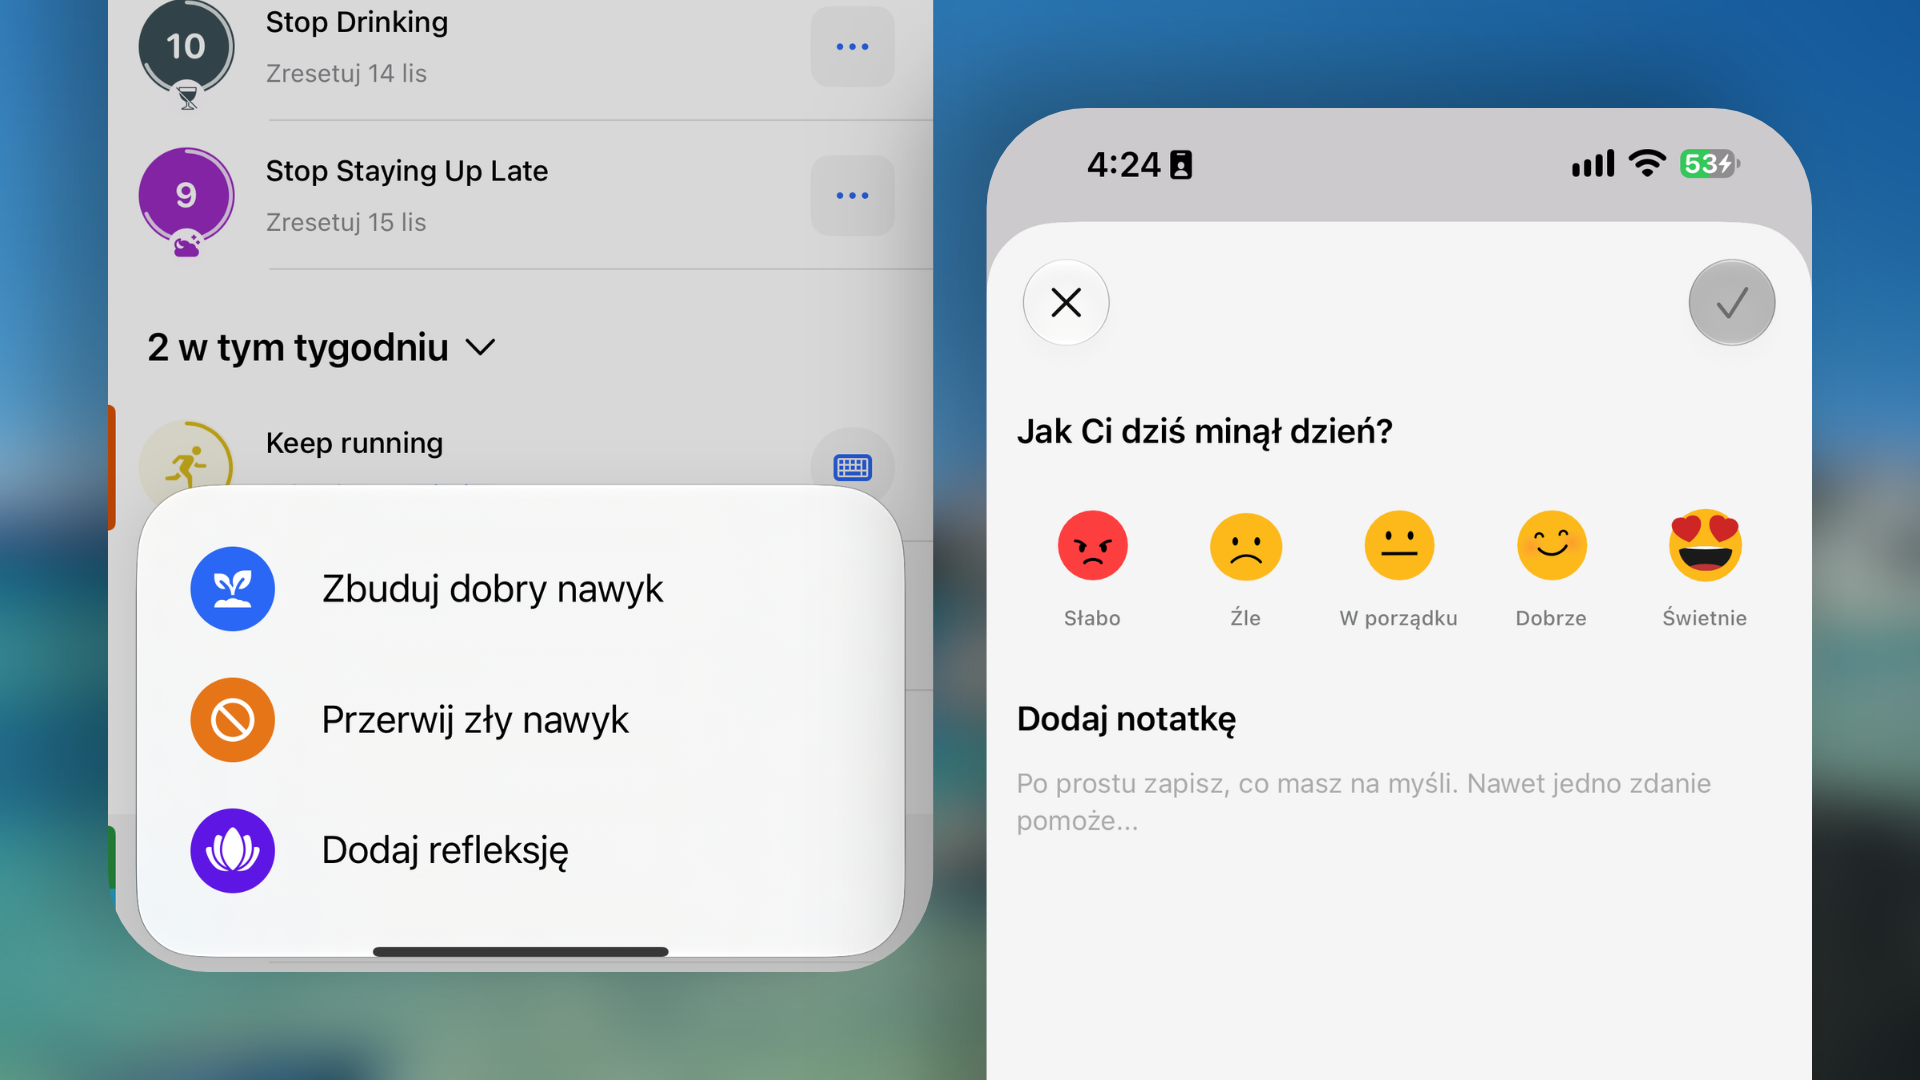 10
Stop Drinking
Zresetuj 14 lis
9
Stop Staying Up Late
Zresetuj 15 lis
2 w tym tygodniu
Keep running
Zbuduj dobry nawyk
Przerwij zły nawyk
Dodaj refleksję
4:24
53
Jak Ci dziś minął dzień?
Słabo
Źle
W porządku
Dobrze
Świetnie
Dodaj notatkę
Po prostu zapisz, co masz na myśli. Nawet jedno zdanie
pomoże...